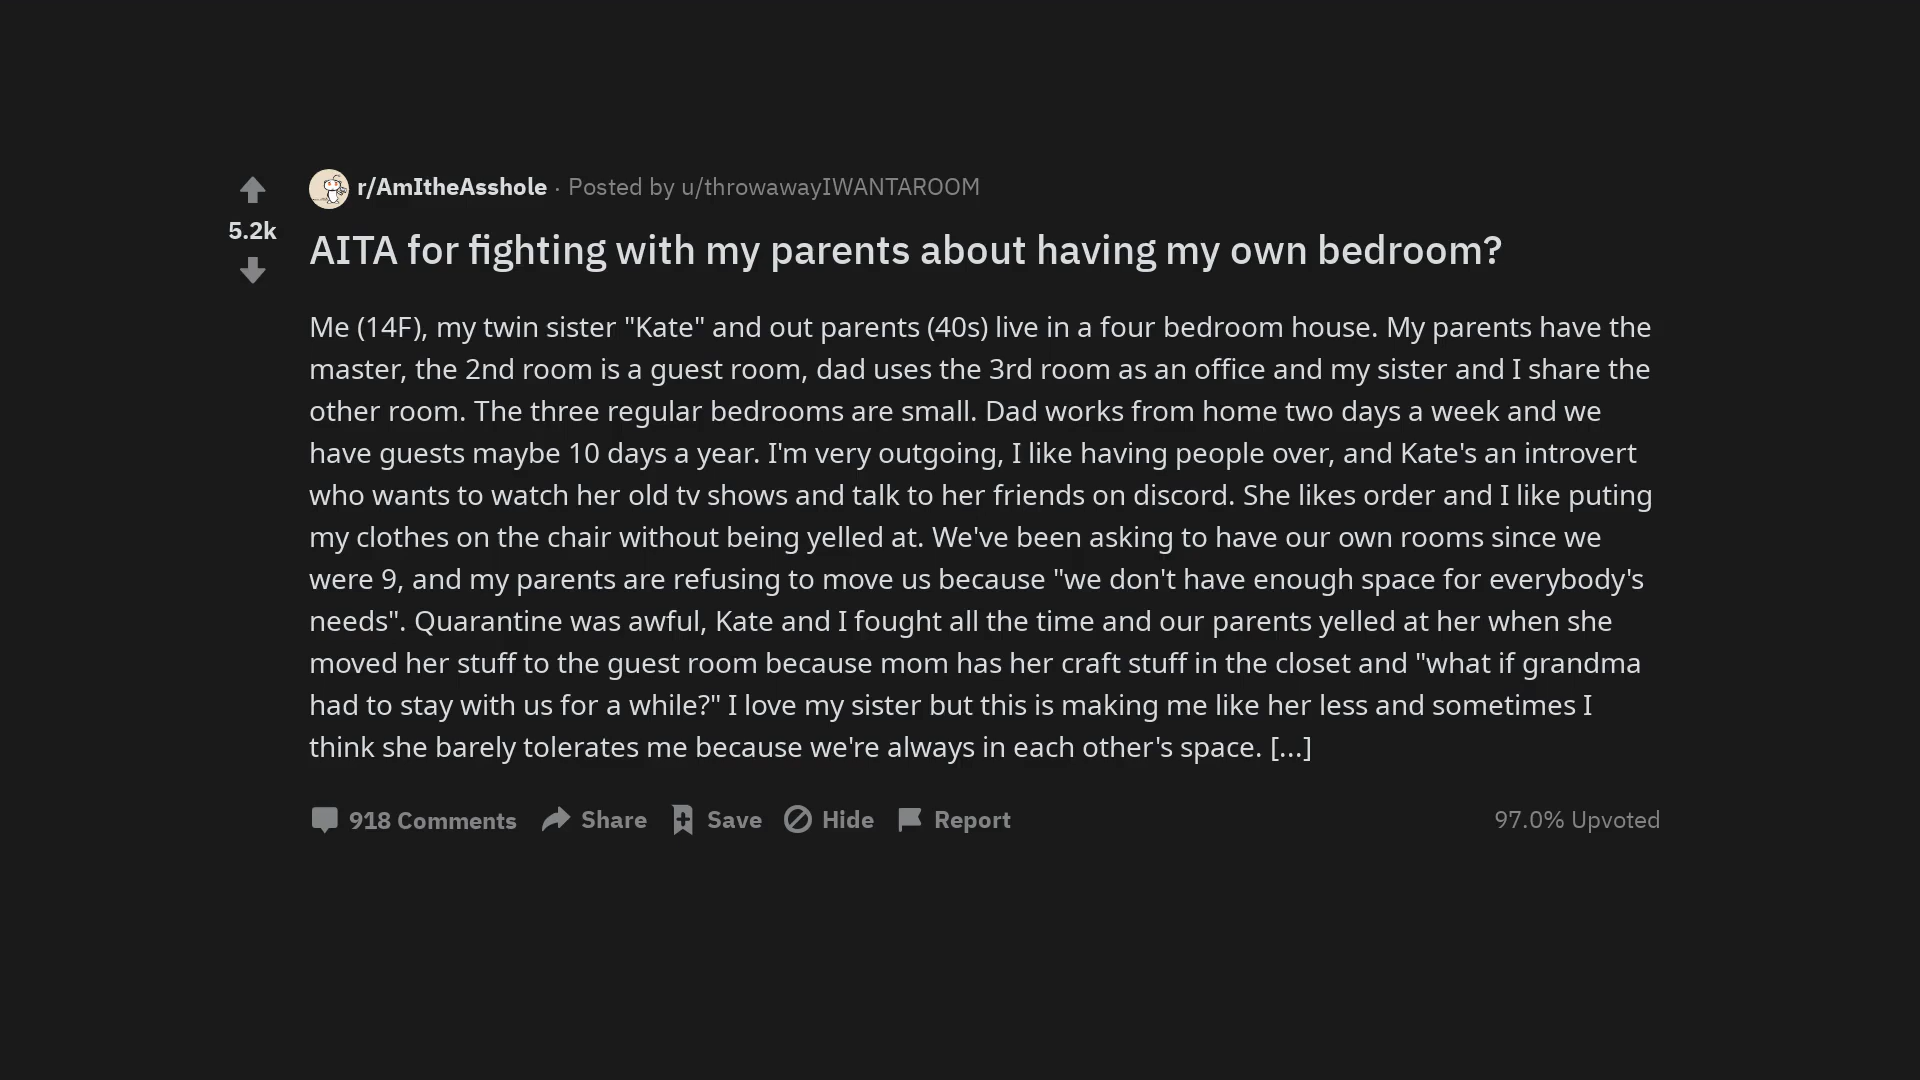 r/AmItheAsshole · Posted by u/throwawayIWANTAROOM
5.2k
AITA for fighting with my parents about having my own bedroom?
Me (14F), my twin sister "Kate" and out parents (40s) live in a four bedroom house. My parents have the
master, the 2nd room is a guest room, dad uses the 3rd room as an office and my sister and I share the
other room. The three regular bedrooms are small. Dad works from home two days a week and we
have guests maybe 10 days a year. I'm very outgoing, I like having people over, and Kate's an introvert
who wants to watch her old tv shows and talk to her friends on discord. She likes order and I like puting
my clothes on the chair without being yelled at. We've been asking to have our own rooms since we
were 9, and my parents are refusing to move us because "we don't have enough space for everybody's
needs". Quarantine was awful, Kate and I fought all the time and our parents yelled at her when she
moved her stuff to the guest room because mom has her craft stuff in the closet and "what if grandma
had to stay with us for a while?" I love my sister but this is making me like her less and sometimes I
think she barely tolerates me because we're always in each other's space. [...]
918 Comments Share Save Hide Report 97.0% Upvoted